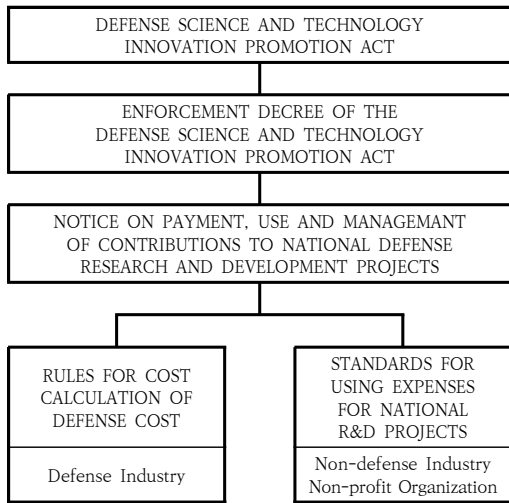 DEFENSE SCIENCE AND TECHNOLOGY
INNOVATION PROMOTION ACT
ENFORCEMENT DECREE OF THE
DEFENSE SCIENCE AND TECHNOLOGY
INNOVATION PROMOTION ACT
NOTICE ON PAYMENT, USE AND MANAGEMANT
OF CONTRIBUTIONS TO NATIONAL DEFENSE
RESEARCH AND DEVELOPMENT PROJECTS
RULES FOR COST
CALCULATION OF
DEFENSE COST
Defense Industry
STANDARDS FOR
USING EXPENSES
FOR NATIONAL
R&D PROJECTS
Non-defense Industry
Non-profit Organization